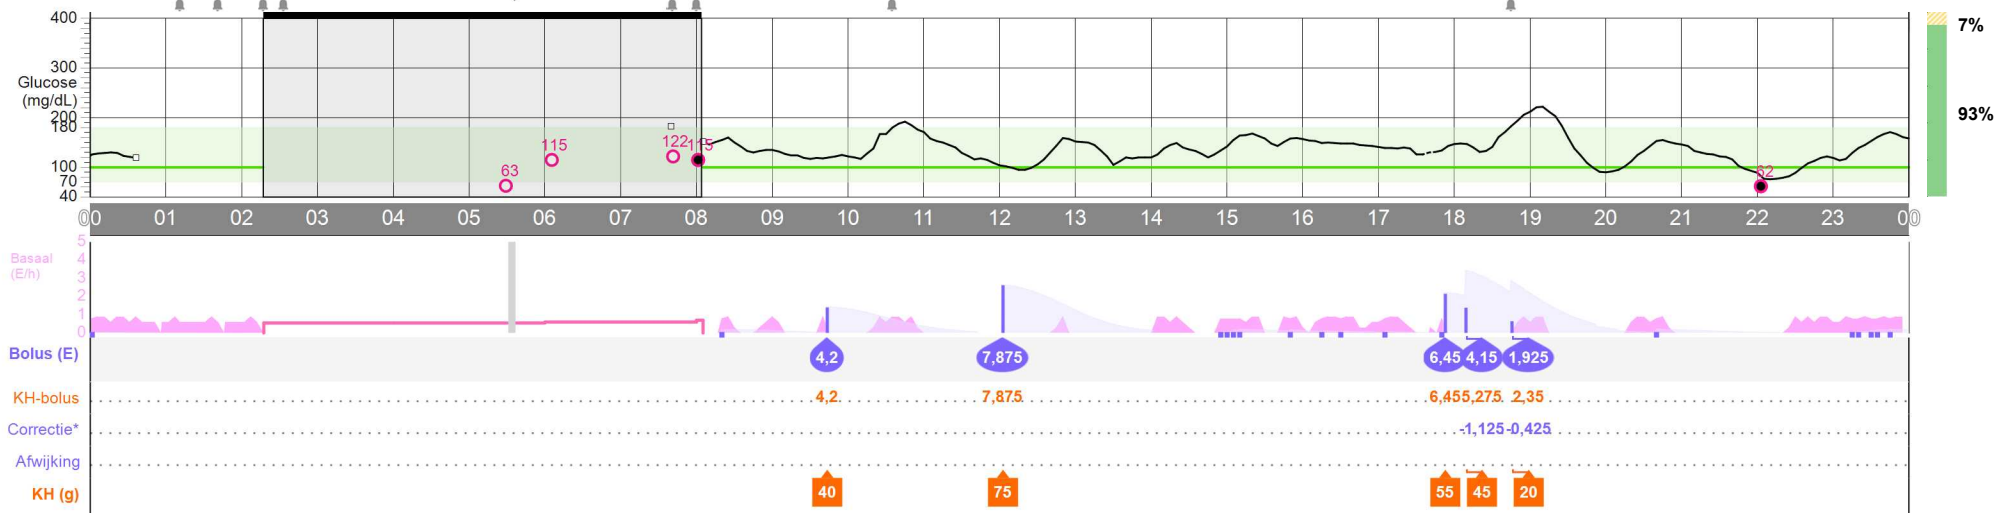 400
300
Glucose
(mg/dL)
200
180
100
70
40
7%
93%
63
115
122
115
62
00 01 02 03 04 05 06 07 08 09 10 11 12 13 14 15 16 17 18 19 20 21 22 23 00
Basaal
(E/h)
5
4
3
2
1
0
Bolus (E) 4,2 7,875 6,45 4,15 1,925
KH-bolus 4,2 7,875 6,45 5,275 2,35
Correctie* -1,125 -0,425
Afwijking
KH (g) 40 75 55 45 20